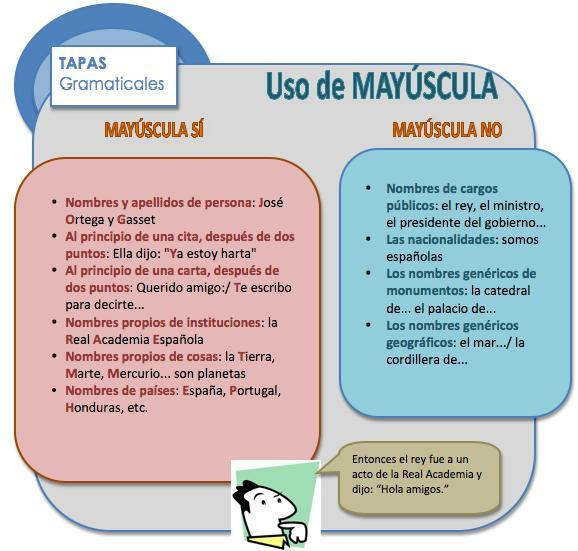 TAPAS
Gramaticales
Uso de MAYÚSCULA
MAYÚSCULA SÍ
MAYÚSCULA NO
• Nombres y apellidos de persona: José
Ortega y Gasset
• Al principio de una cita, después de dos
puntos: Ella dijo: "Ya estoy harta"
• Al principio de una carta, después de
dos puntos: Querido amigo:/ Te escribo
para decirte...
• Nombres propios de instituciones: la
Real Academia Española
• Nombres propios de cosas: la Tierra,
Marte, Mercurio... son planetas
• Nombres de países: España, Portugal,
Honduras, etc.
• Nombres de cargos
públicos: el rey, el ministro,
el presidente del gobierno...
• Las nacionalidades: somos
españolas
• Los nombres genéricos de
monumentos: la catedral
de... el palacio de...
• Los nombres genéricos
geográficos: el mar.../ la
cordillera de...
Entonces el rey fue a un
acto de la Real Academia y
dijo: “Hola amigos.”